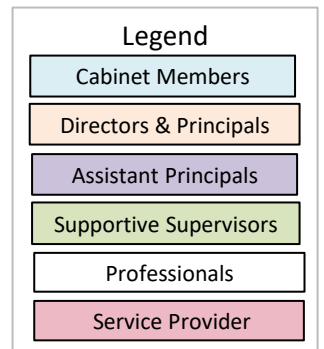 Legend
Cabinet Members
Directors & Principals
Assistant Principals
Supportive Supervisors
Professionals
Service Provider